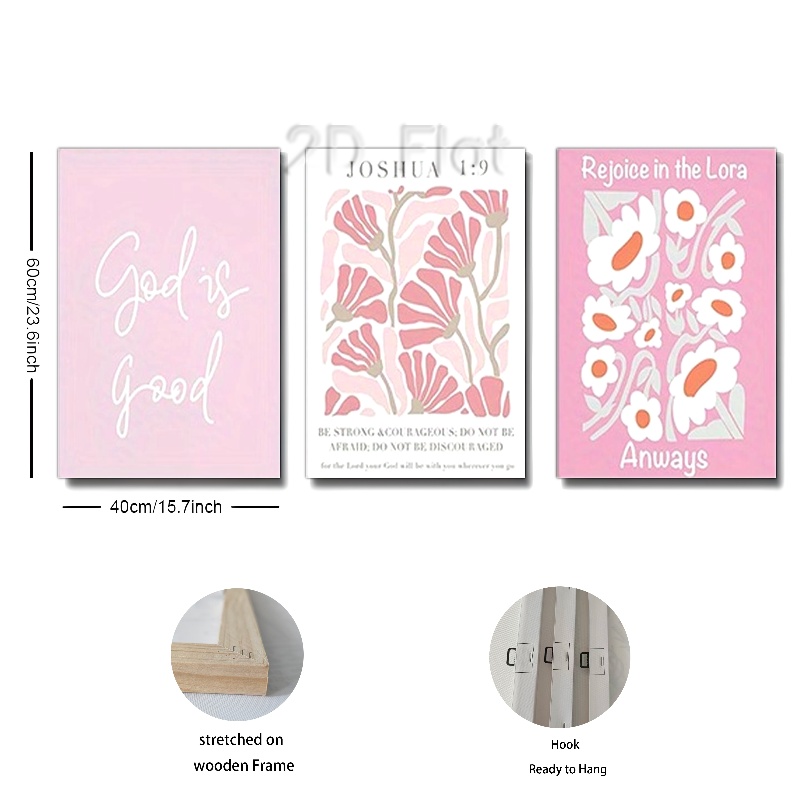 2D Flat
60cm/23.6inch
40cm/15.7inch
God is
good
JOSHUA 1:9
BE STRONG &COURAGEOUS; DO NOT BE
AFRAID; DO NOT BE DISCOURAGED
for the Lord your God will be with you wherever you go
Rejoice in the Lora
Anways
stretched on
wooden Frame
Hook
Ready to Hang